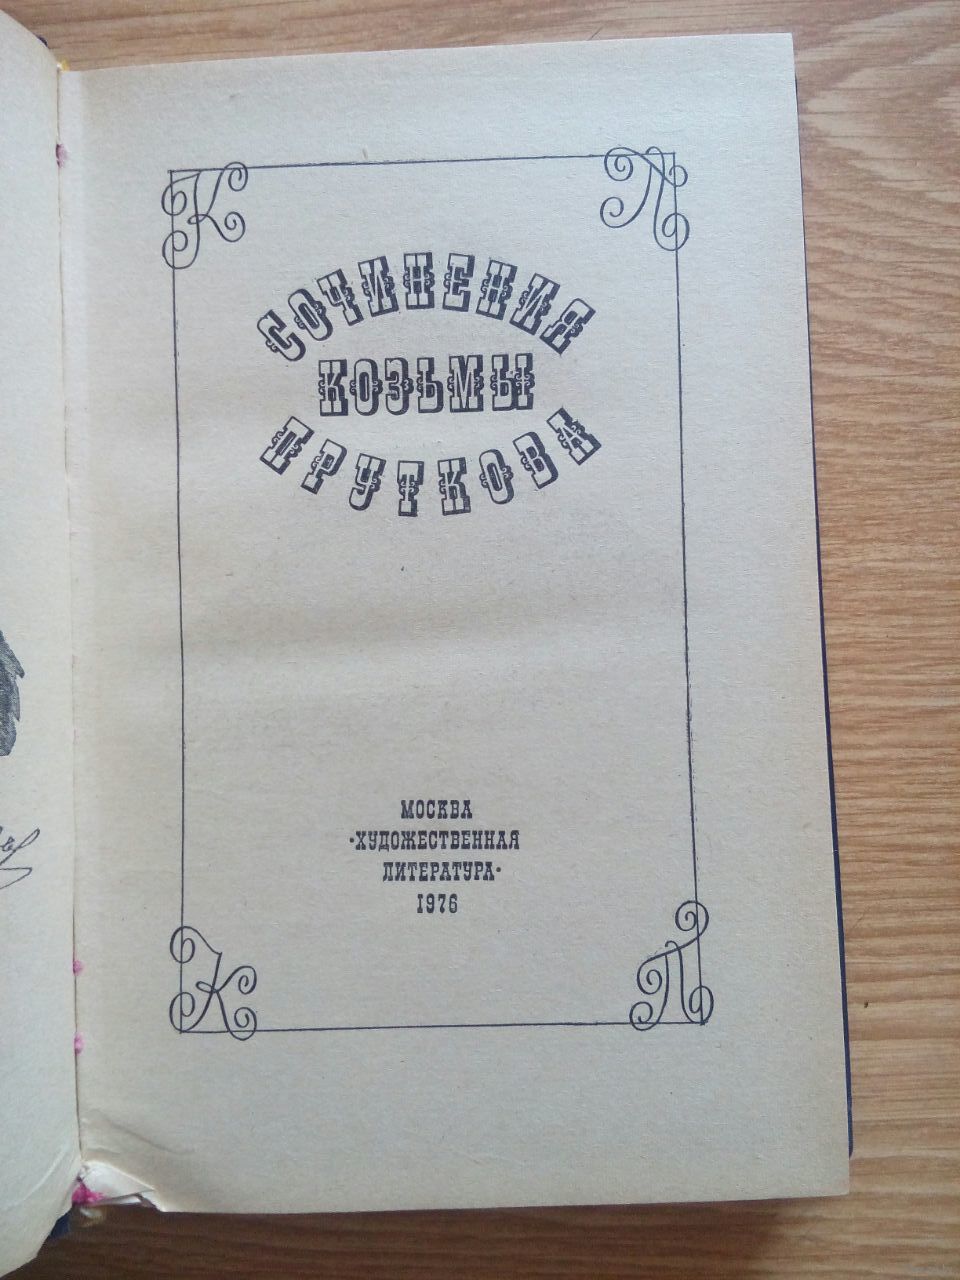 К П
СОЧИНЕНИЯ
КОЗЬМЫ
ПРУТКОВА
МОСКВА
«ХУДОЖЕСТВЕННАЯ
ЛИТЕРАТУРА»
1976
К П